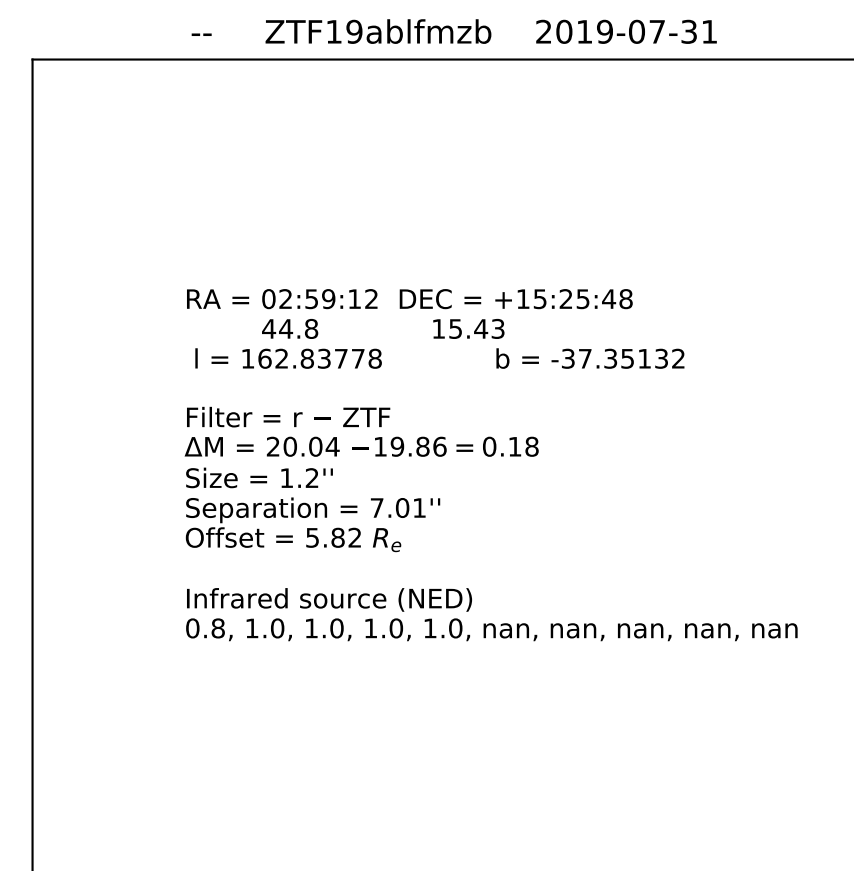 -- ZTF19ablfmzb 2019-07-31
RA = 02:59:12 DEC = +15:25:48
44.8 15.43
l = 162.83778 b = -37.35132
Filter = r − ZTF
ΔM = 20.04 −19.86 = 0.18
Size = 1.2''
Separation = 7.01''
Offset = 5.82 Re
Infrared source (NED)
0.8, 1.0, 1.0, 1.0, 1.0, nan, nan, nan, nan, nan